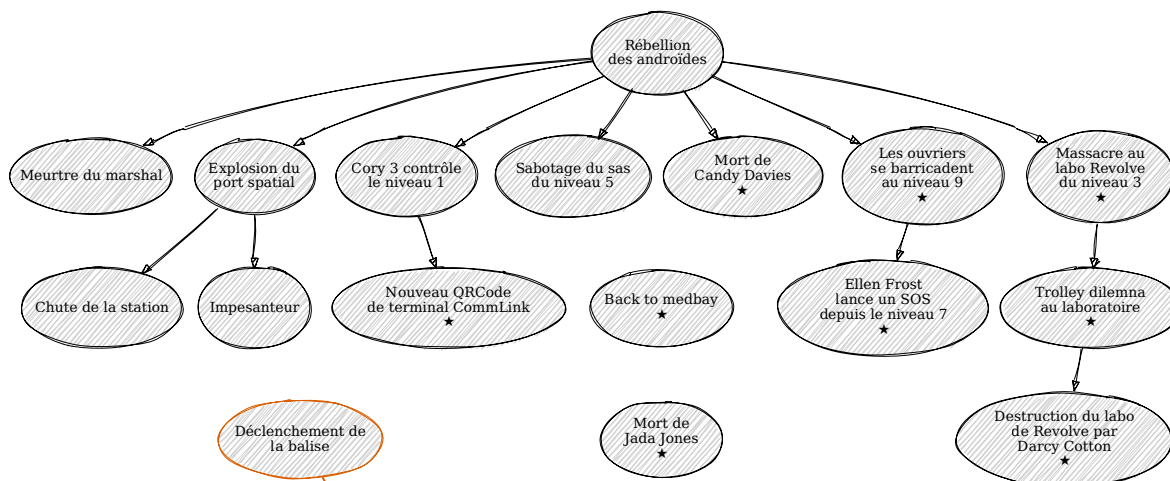 Rébellion
des androïdes
Meurtre du marshal
Explosion du
port spatial
Cory 3 contrôle
le niveau 1
Sabotage du sas
du niveau 5
Mort de
Candy Davies
★
Les ouvriers
se barricadent
au niveau 9
★
Massacre au
labo Revolve
du niveau 3
★
Chute de la station
Impesanteur
Nouveau QRCode
de terminal CommLink
★
Back to medbay
★
Ellen Frost
lance un SOS
depuis le niveau 7
★
Trolley dilemna
au laboratoire
★
Déclenchement de
la balise
Mort de
Jada Jones
★
Destruction du labo
de Revolve par
Darcy Cotton
★